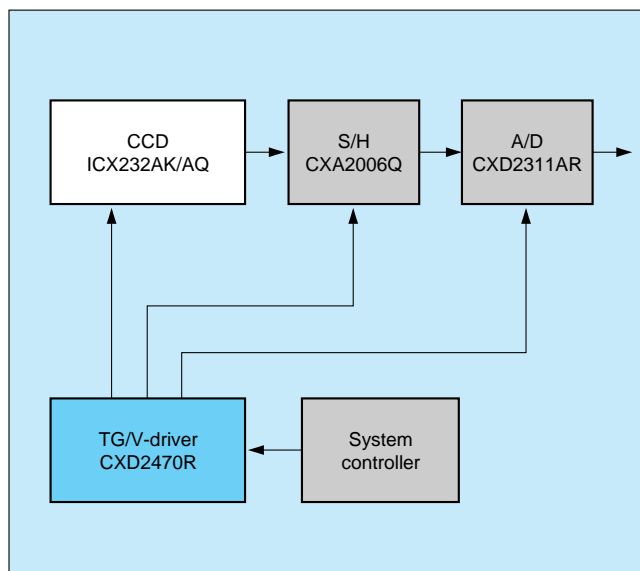 CCD
ICX232AK/AQ
S/H
CXA2006Q
A/D
CXD2311AR
TG/V-driver
CXD2470R
System
controller